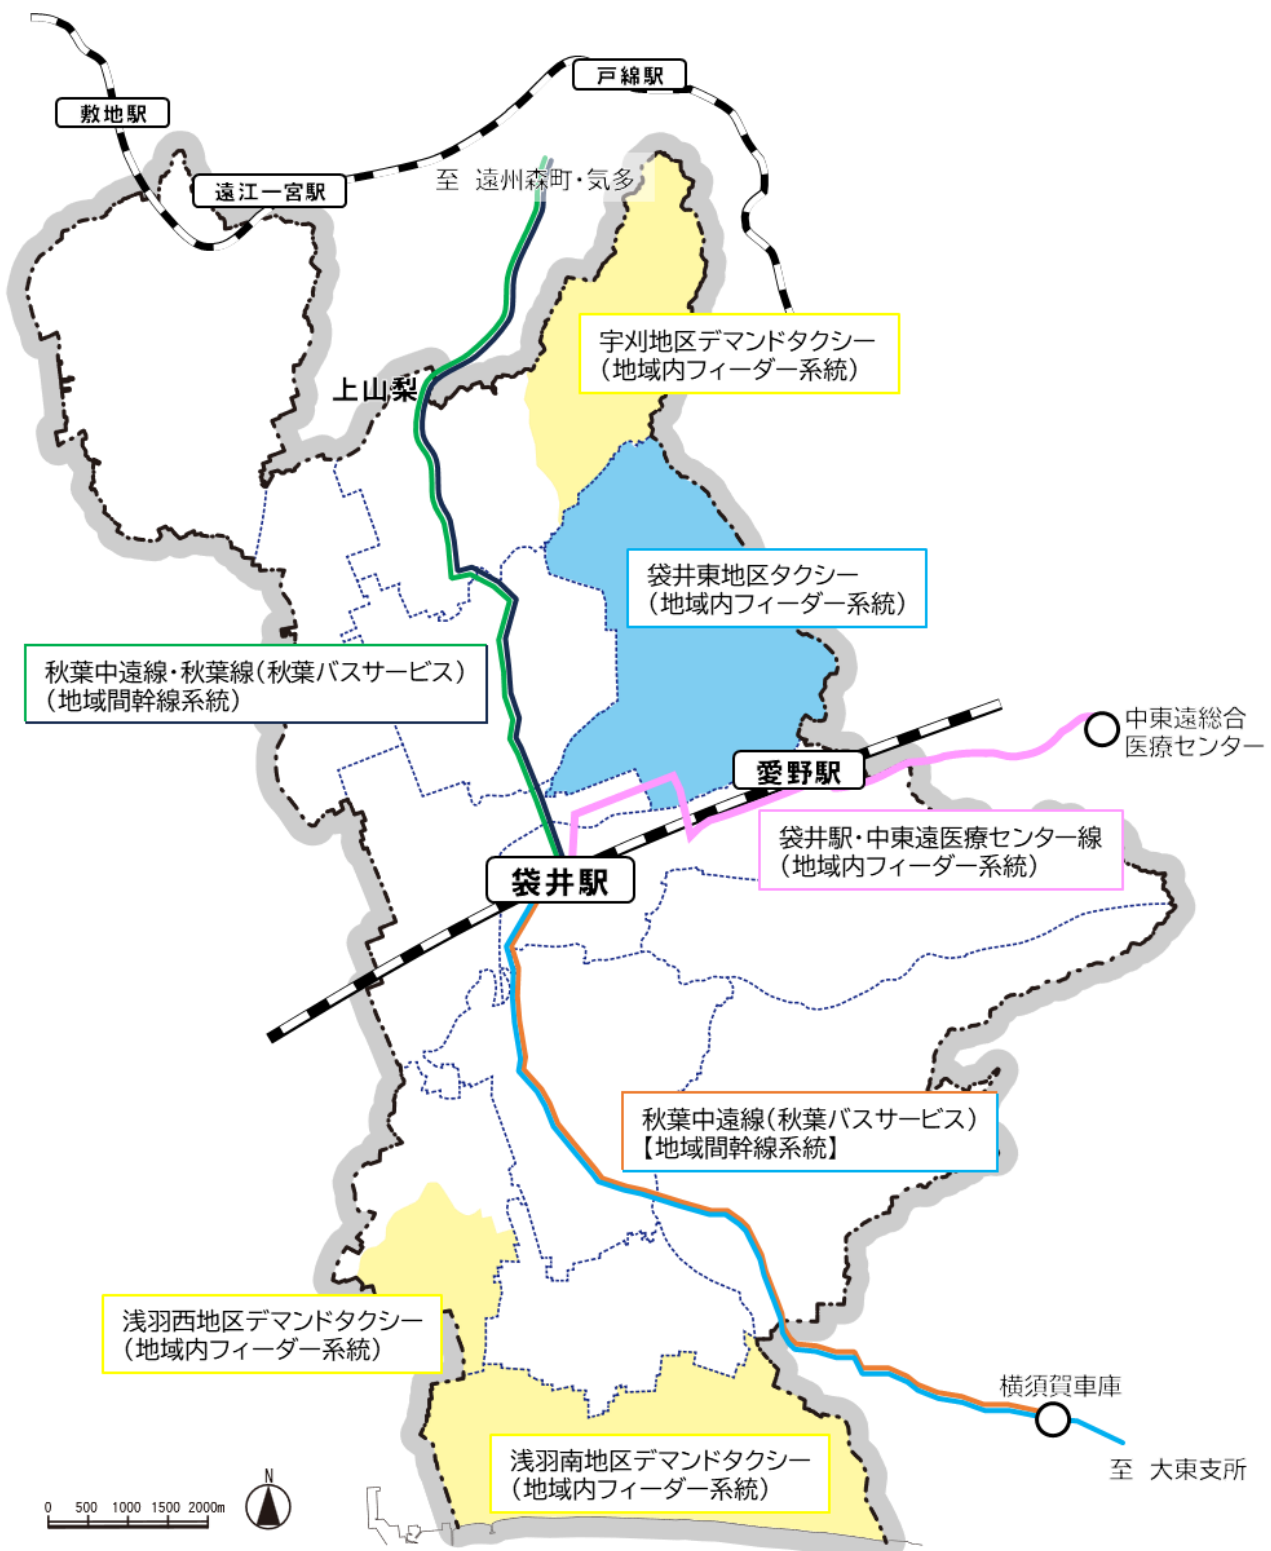 戸綿駅
敷地駅
遠江一宮駅
至 遠州森町・気多
宇刈地区デマンドタクシー
(地域内フィーダー系統)
上山梨
袋井東地区タクシー
(地域内フィーダー系統)
秋葉中遠線・秋葉線(秋葉バスサービス)
(地域間幹線系統)
中東遠総合
医療センター
愛野駅
袋井駅・中東遠医療センター線
(地域内フィーダー系統)
袋井駅
秋葉中遠線(秋葉バスサービス)
【地域間幹線系統】
浅羽西地区デマンドタクシー
(地域内フィーダー系統)
横須賀車庫
至 大東支所
浅羽南地区デマンドタクシー
(地域内フィーダー系統)
N
0 500 1000 1500 2000m